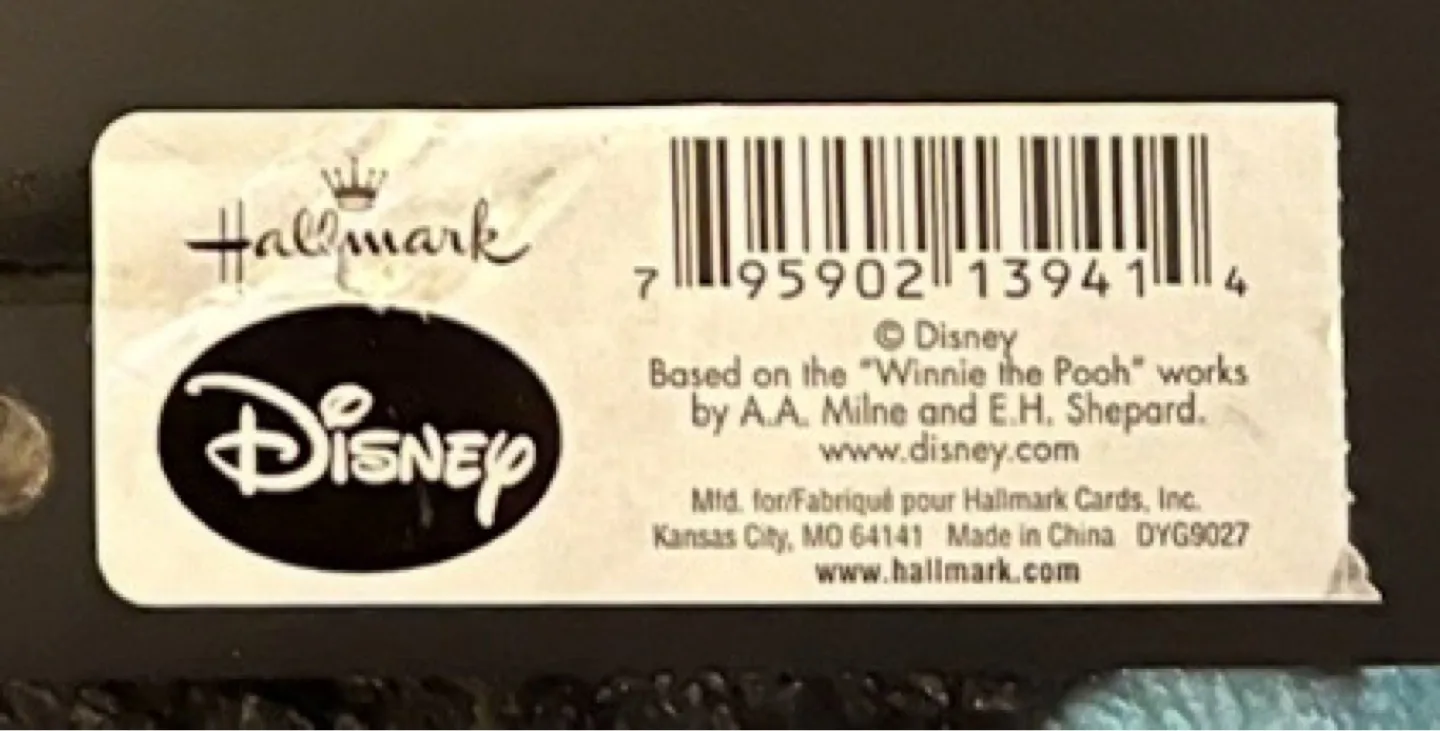 Hallmark
Disney
7 95902 13941 4
© Disney
Based on the "Winnie the Pooh" works
by A.A. Milne and E.H. Shepard.
www.disney.com
Mfd. for/Fabriqué pour Hallmark Cards, Inc.
Kansas City, MO 64141 Made in China DYG9027
www.hallmark.com